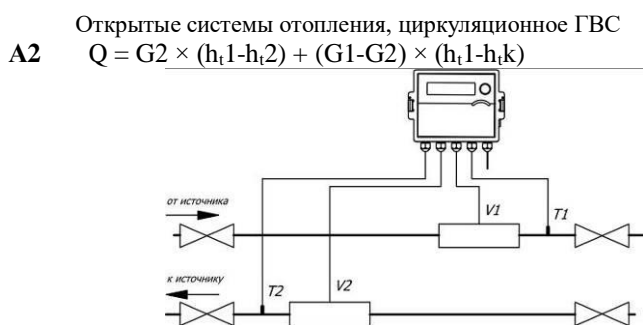 Открытые системы отопления, циркуляционное ГВС
А2 Q = G2 × (ht1-ht2) + (G1-G2) × (ht1-htk)
от источника
V1
T1
к источнику
T2
V2